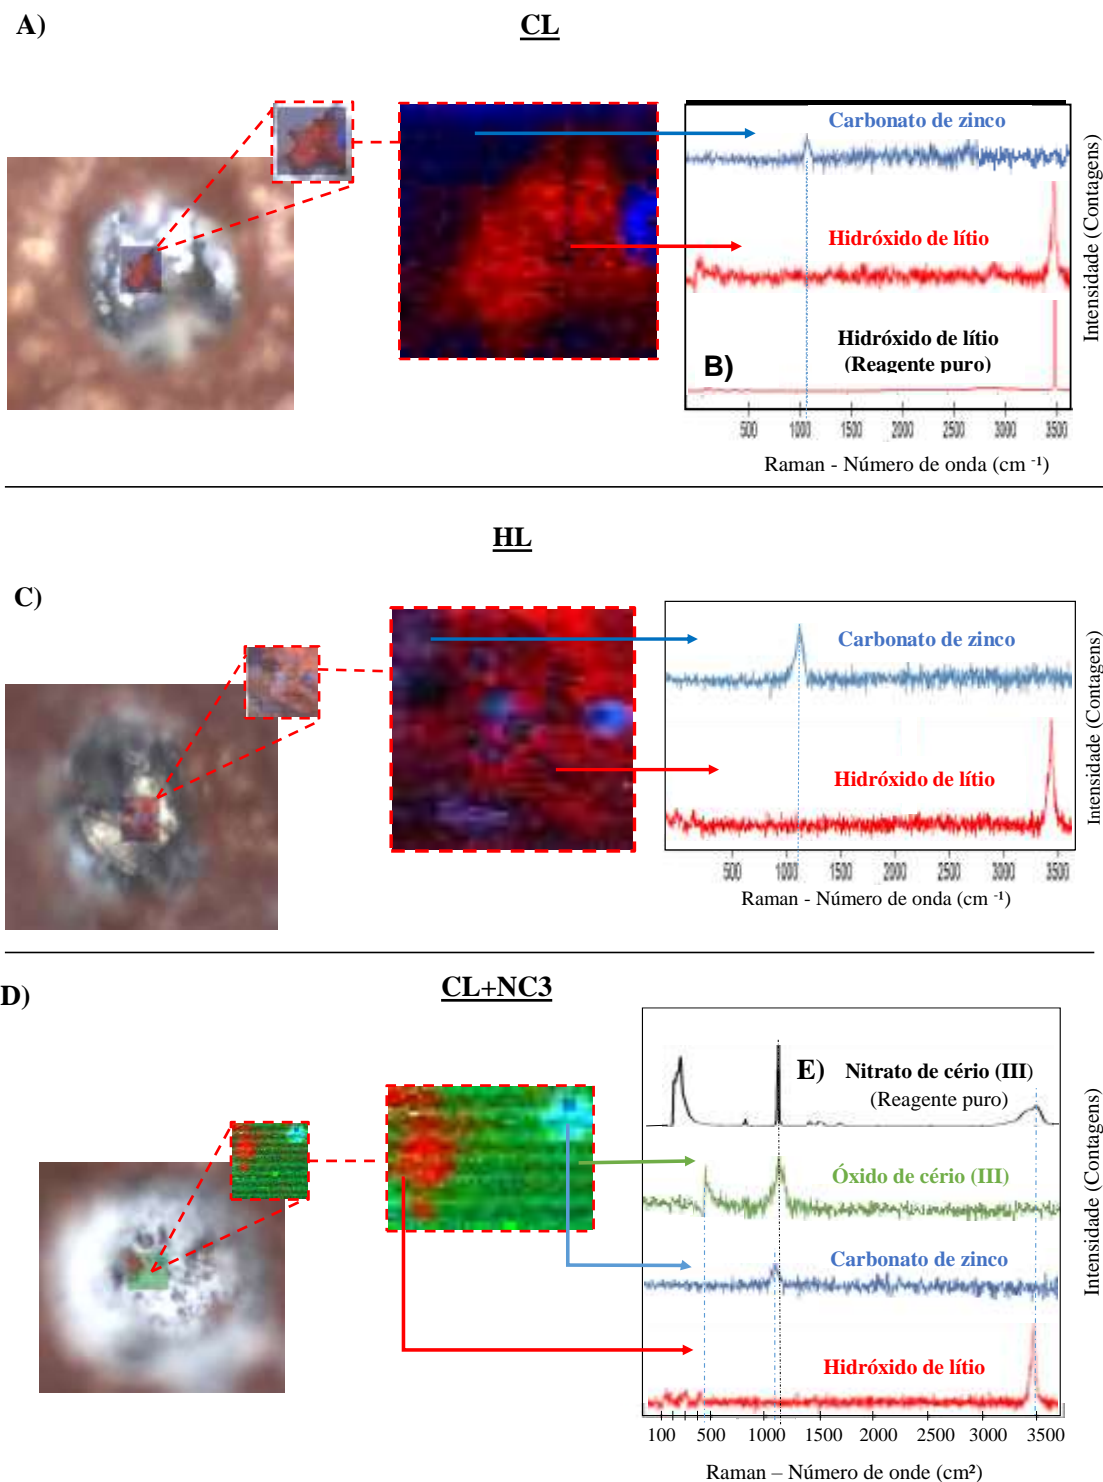 A)
CL
Carbonato de zinco
Hidróxido de lítio
Hidróxido de lítio
(Reagente puro)
B)
Intensidade (Contagens)
500 1000 1500 2000 2500 3000 3500
Raman - Número de onda (cm -1)
HL
C)
Carbonato de zinco
Hidróxido de lítio
Intensidade (Contagens)
500 1000 1500 2000 2500 3000 3500
Raman - Número de onda (cm -1)
CL+NC3
D)
E)
Nitrato de cério (III)
(Reagente puro)
Óxido de cério (III)
Carbonato de zinco
Hidróxido de lítio
Intensidade (Contagens)
100 500 1000 1500 2000 2500 3000 3500
Raman – Número de onde (cm²)